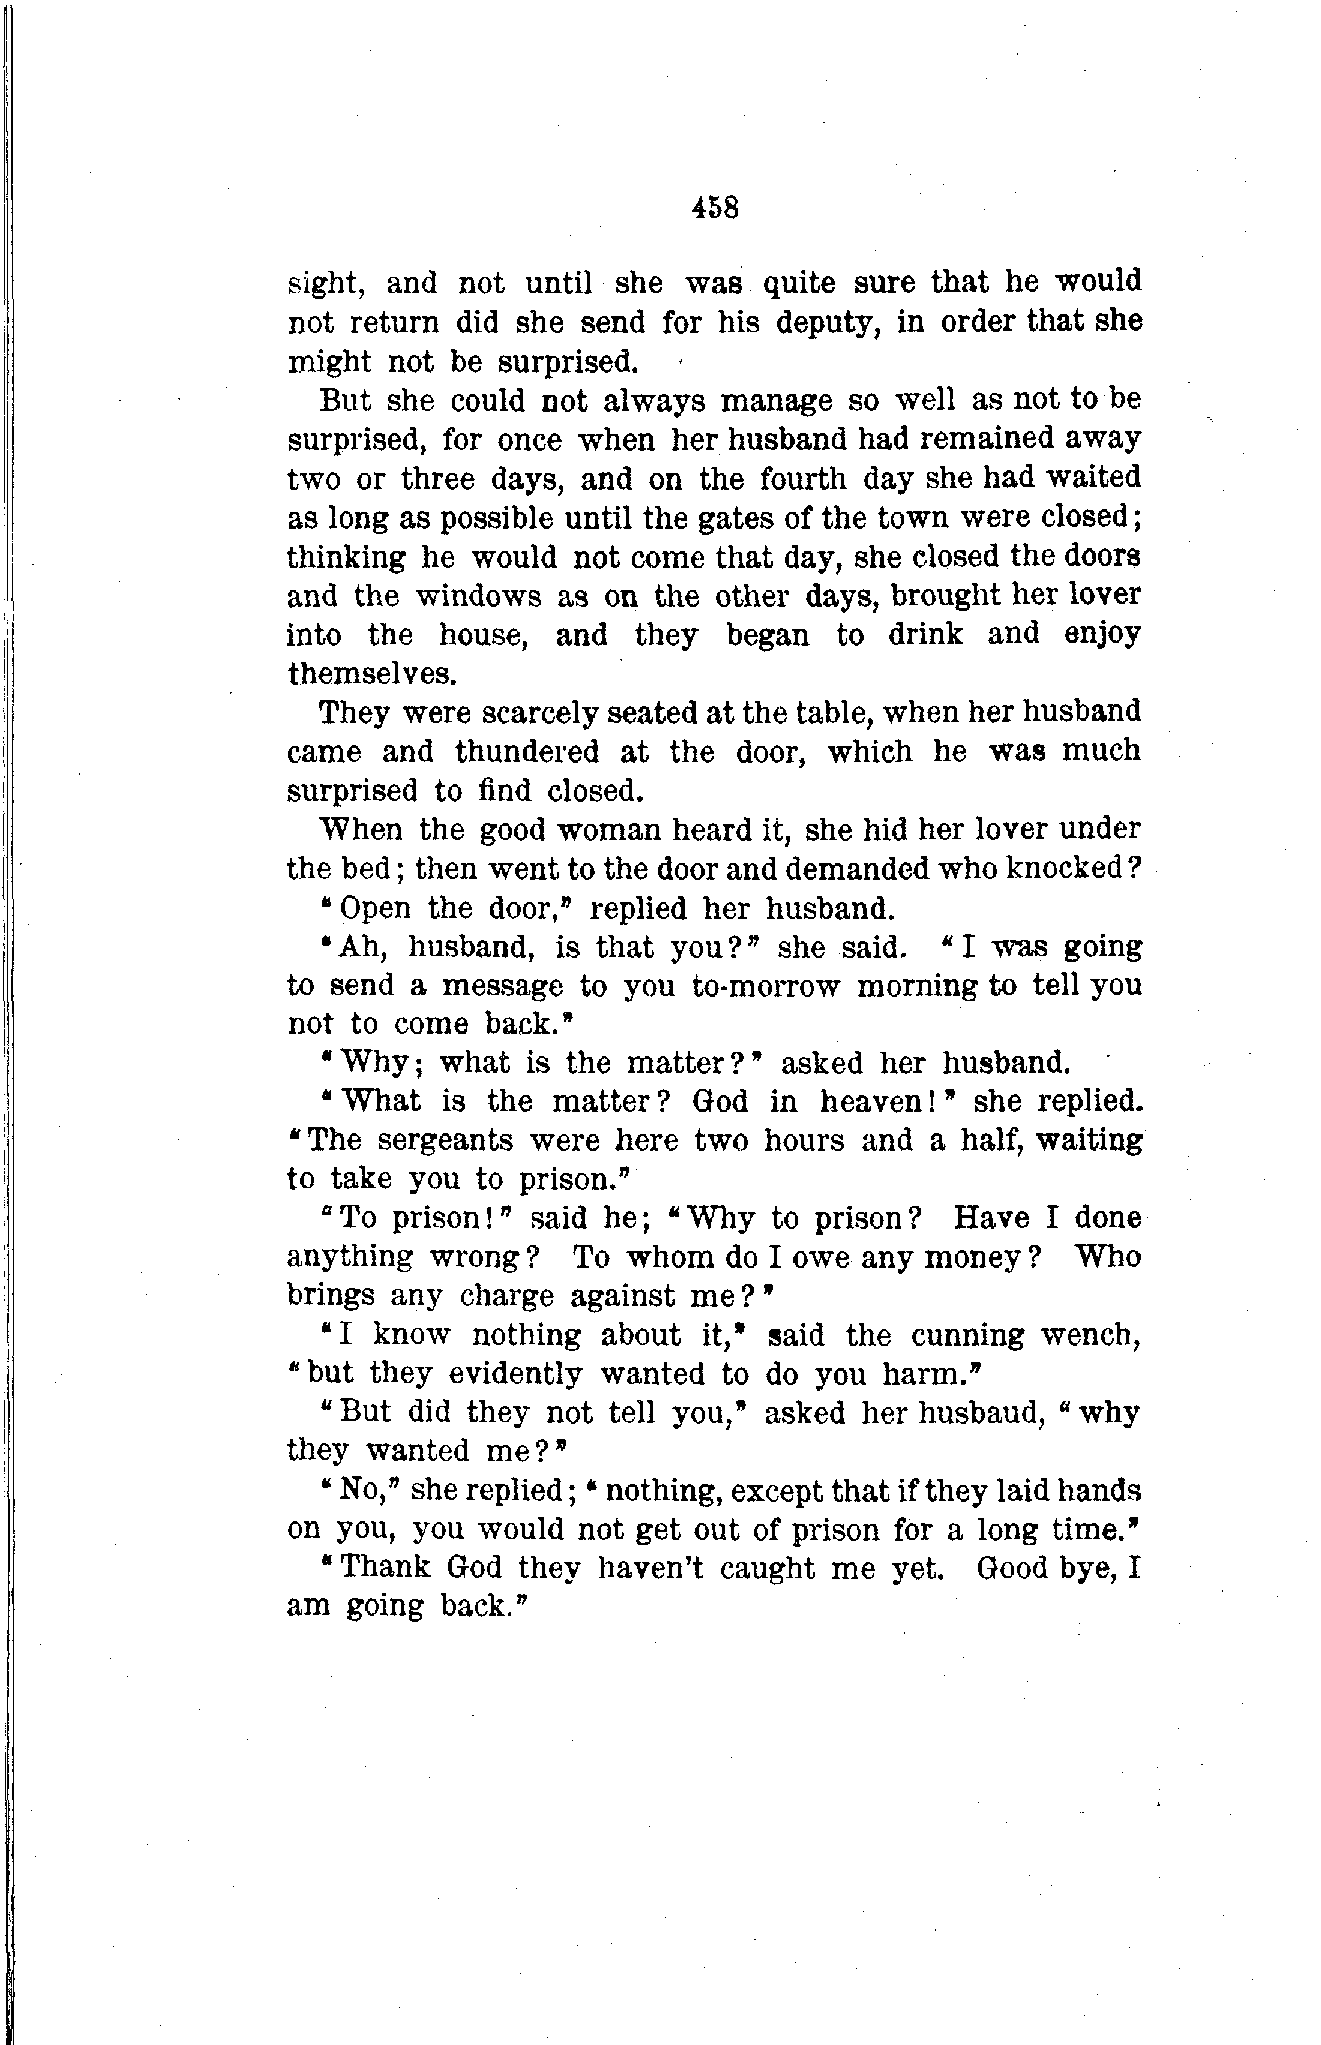 458
sight, and not until she was quite sure that he would
not return did she send for his deputy, in order that she
might not be surprised.
But she could not always manage so well as not to be
surprised, for once when her husband had remained away
two or three days, and on the fourth day she had waited
as long as possible until the gates of the town were closed;
thinking he would not come that day, she closed the doors
and the windows as on the other days, brought her lover
into the house, and they began to drink and enjoy
themselves.
They were scarcely seated at the table, when her husband
came and thundered at the door, which he was much
surprised to find closed.
When the good woman heard it, she hid her lover under
the bed; then went to the door and demanded who knocked?
“Open the door,” replied her husband.
“Ah, husband, is that you?” she said. “I was going
to send a message to you to-morrow morning to tell you
not to come back.”
“Why; what is the matter?” asked her husband.
“What is the matter? God in heaven!” she replied.
“The sergeants were here two hours and a half, waiting
to take you to prison.”
“To prison!” said he; “Why to prison? Have I done
anything wrong? To whom do I owe any money? Who
brings any charge against me?”
“I know nothing about it,” said the cunning wench,
“but they evidently wanted to do you harm.”
“But did they not tell you,” asked her husbaud, “why
they wanted me?”
“No,” she replied; “nothing, except that if they laid hands
on you, you would not get out of prison for a long time.”
“Thank God they haven't caught me yet. Good bye, I
am going back.”